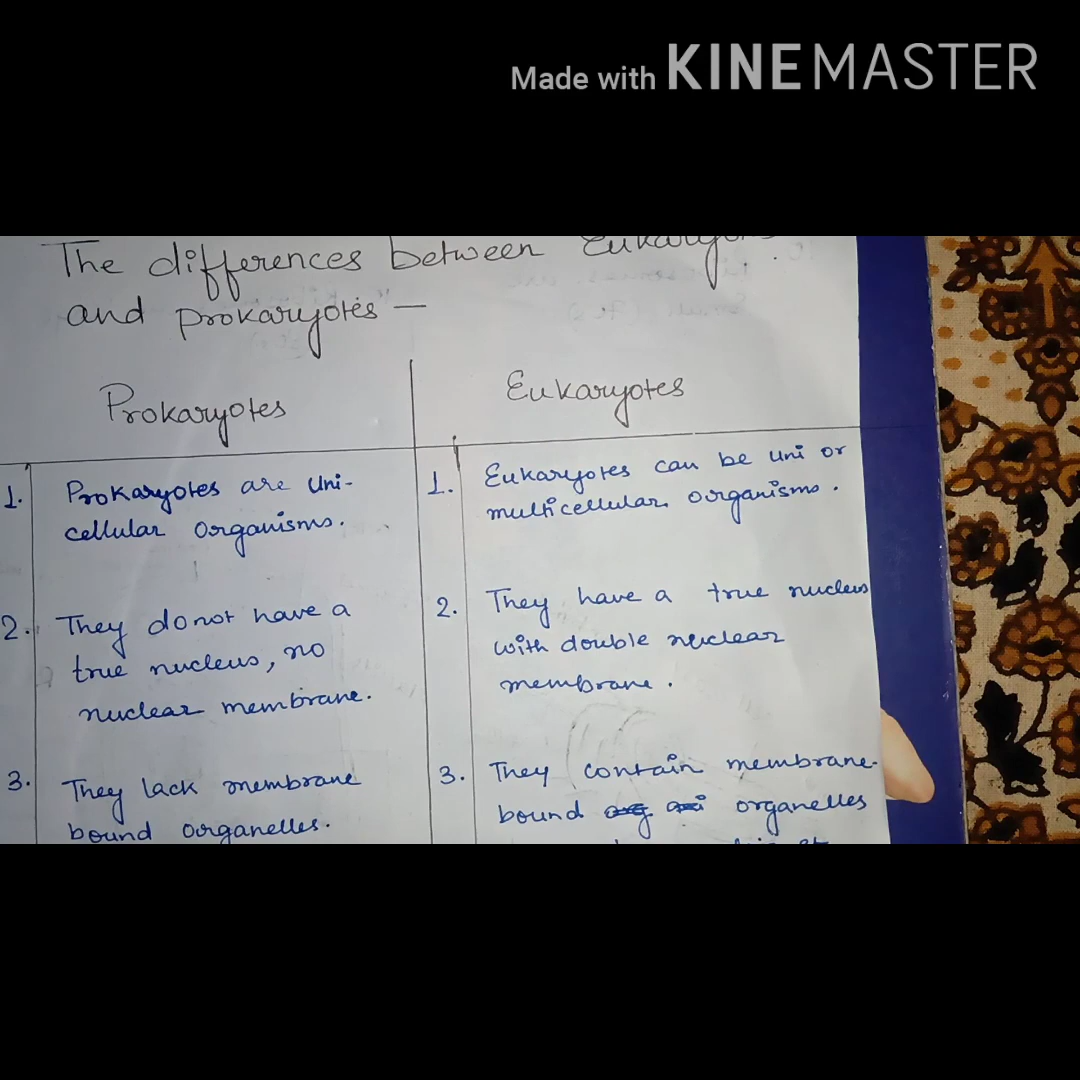 Made with KINEMASTER
The differences between
and prokaryotes —
Prokaryotes
Eukaryotes
1. Prokaryotes are uni-
cellular organisms.
1. Eukaryotes can be uni or
multicellular organisms.
2. They do not have a
true nucleus, no
nuclear membrane.
2. They have a true nucleus
with double nuclear
membrane.
3. They lack membrane
bound organelles.
3. They contain membrane-
bound organelles